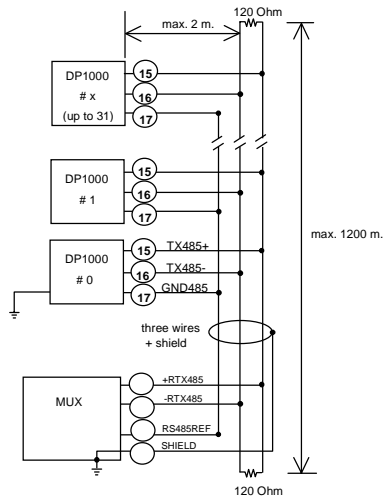 120 Ohm
max. 2 m.
DP1000
# x
(up to 31)
15
16
17
DP1000
# 1
15
16
17
max. 1200 m.
DP1000
# 0
15 TX485+
16 TX485-
17 GND485
three wires
+ shield
MUX
+RTX485
-RTX485
RS485REF
SHIELD
120 Ohm